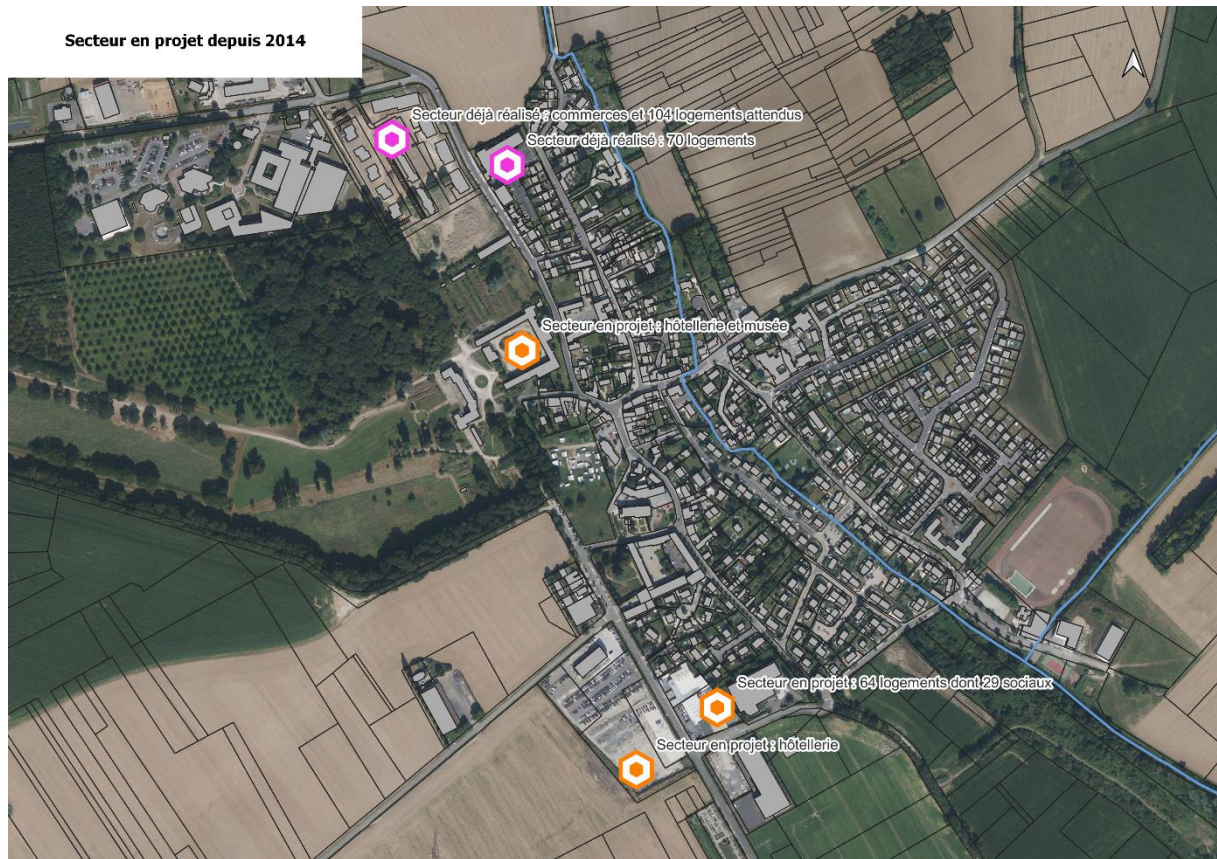 Secteur en projet depuis 2014
Secteur déjà réalisé : commerces et 104 logements attendus
Secteur déjà réalisé : 70 logements
Secteur en projet : hôtellerie et musée
Secteur en projet : 64 logements dont 29 sociaux
Secteur en projet : hôtellerie